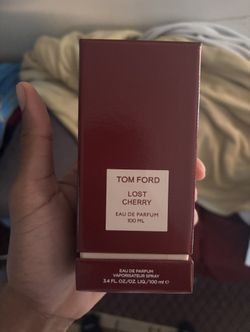 TOM FORD
LOST
CHERRY
EAU DE PARFUM
100 ML
EAU DE PARFUM
VAPORISATEUR SPRAY
3.4 FL.OZ./OZ. LIQ./100 ml ℮